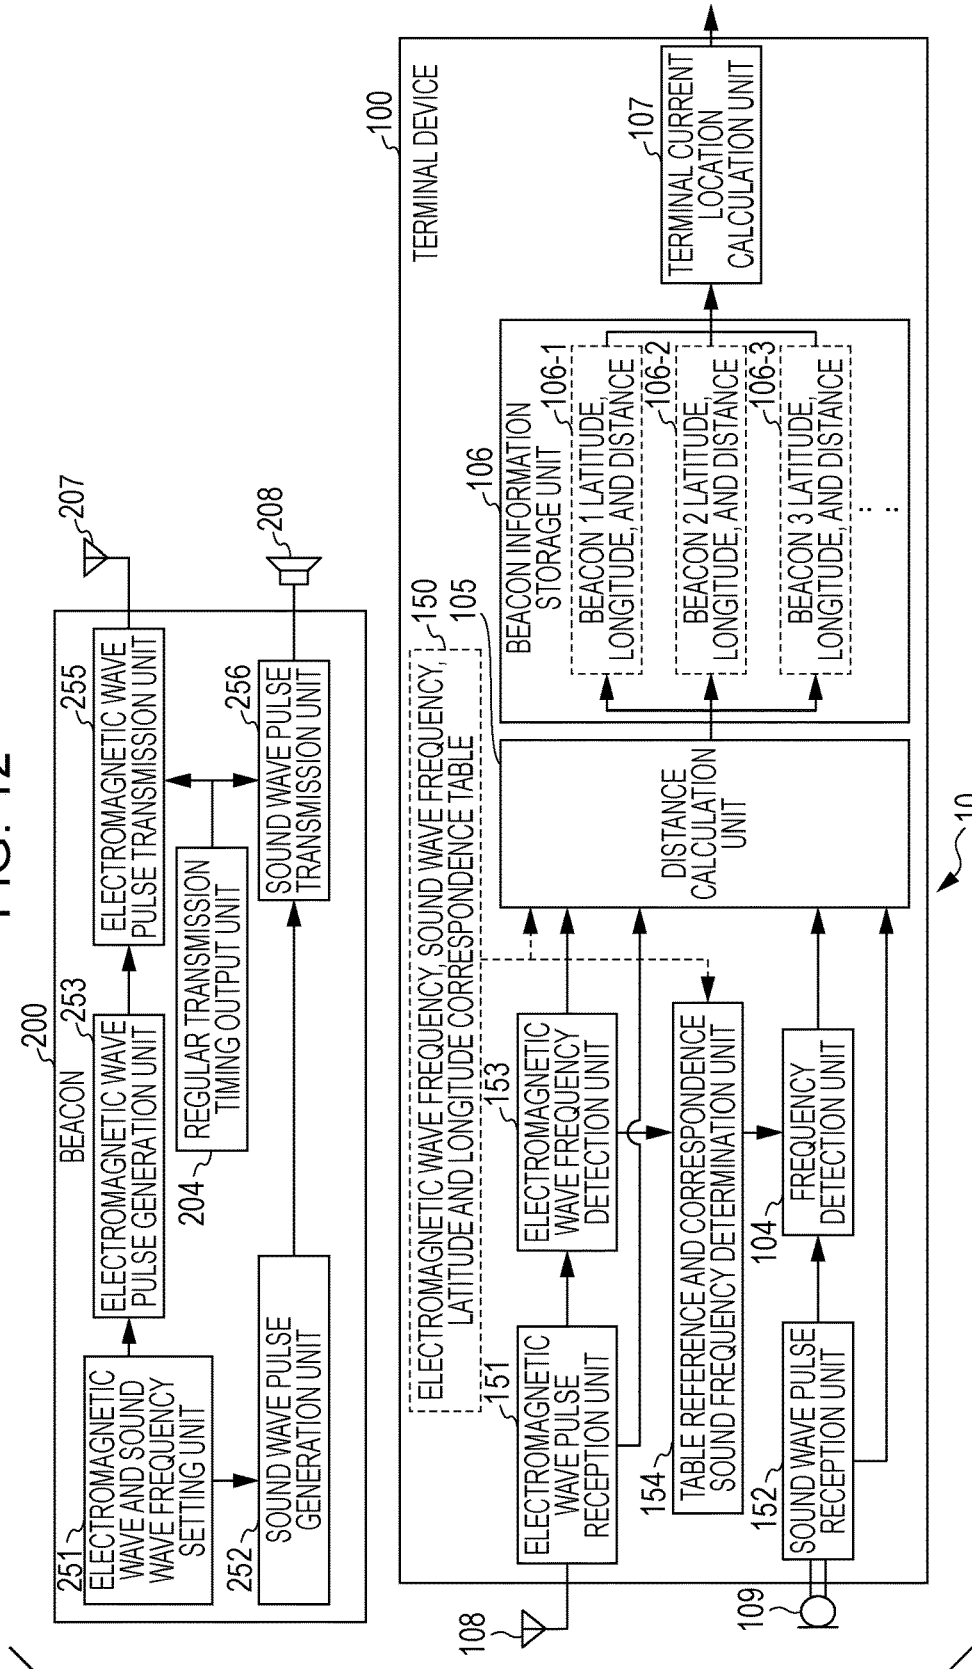 FIG. 12
200
BEACON
251
ELECTROMAGNETIC
WAVE AND SOUND
WAVE FREQUENCY
SETTING UNIT
253
ELECTROMAGNETIC WAVE
PULSE GENERATION UNIT
255
ELECTROMAGNETIC WAVE
PULSE TRANSMISSION UNIT
207
204
REGULAR TRANSMISSION
TIMING OUTPUT UNIT
252
SOUND WAVE PULSE
GENERATION UNIT
256
SOUND WAVE PULSE
TRANSMISSION UNIT
208
100
TERMINAL DEVICE
150
ELECTROMAGNETIC WAVE FREQUENCY, SOUND WAVE FREQUENCY,
LATITUDE AND LONGITUDE CORRESPONDENCE TABLE
108
151
ELECTROMAGNETIC
WAVE PULSE
RECEPTION UNIT
153
ELECTROMAGNETIC
WAVE FREQUENCY
DETECTION UNIT
154
TABLE REFERENCE AND CORRESPONDENCE
SOUND FREQUENCY DETERMINATION UNIT
109
152
SOUND WAVE PULSE
RECEPTION UNIT
104
FREQUENCY
DETECTION UNIT
105
DISTANCE
CALCULATION
UNIT
106
BEACON INFORMATION
STORAGE UNIT
106-1
BEACON 1 LATITUDE,
LONGITUDE, AND DISTANCE
106-2
BEACON 2 LATITUDE,
LONGITUDE, AND DISTANCE
106-3
BEACON 3 LATITUDE,
LONGITUDE, AND DISTANCE
107
TERMINAL CURRENT
LOCATION
CALCULATION UNIT
10